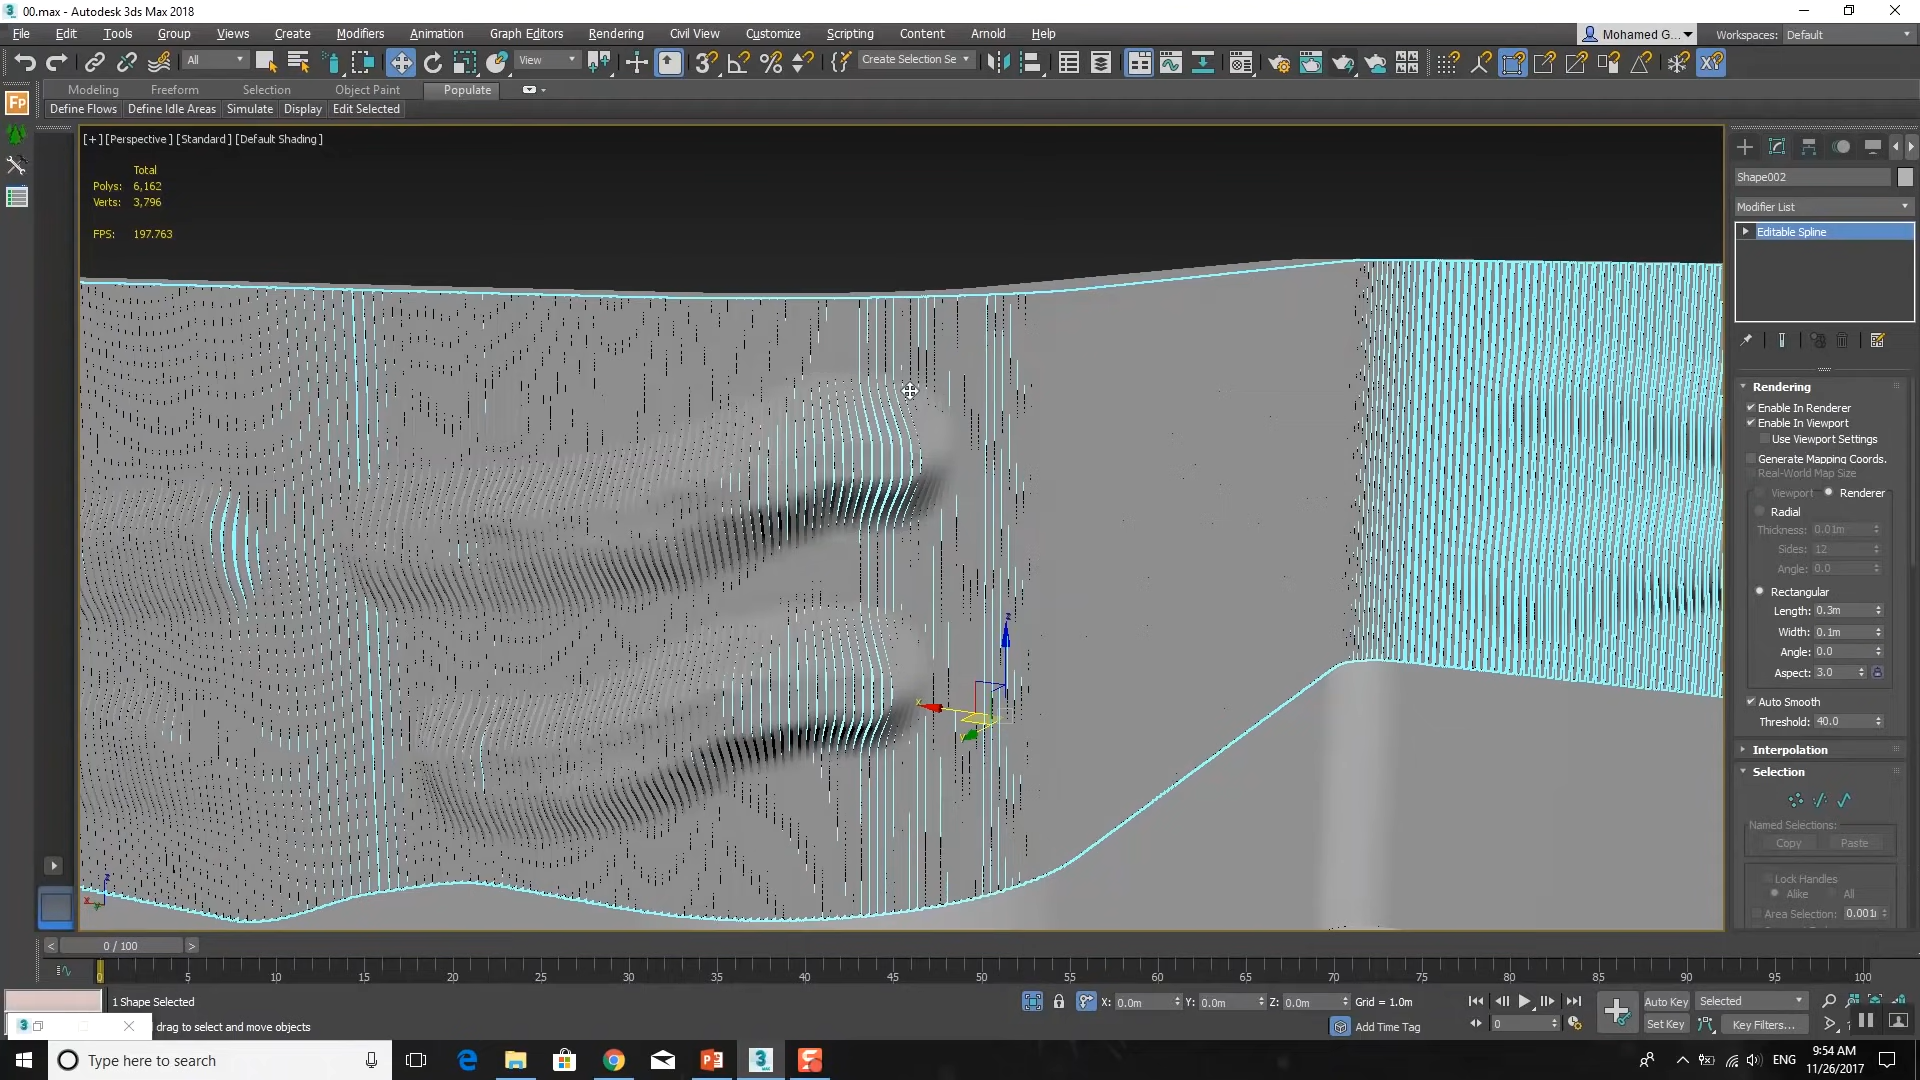 00.max - Autodesk 3ds Max 2018
File Edit Tools Group Views Create Modifiers Animation Graph Editors Rendering Civil View Customize Scripting Content Arnold Help Mohamed G... Workspaces: Default
All View Create Selection Se
Modeling Freeform Selection Object Paint Populate
Define Flows Define Idle Areas Simulate Display Edit Selected
[+] [Perspective] [Standard] [Default Shading]
Total
Polys: 6,162
Verts: 3,796
FPS: 197.763
Shape002
Modifier List
Editable Spline
Rendering
Enable In Renderer
Enable In Viewport
Use Viewport Settings
Generate Mapping Coords.
Real-World Map Size
Viewport Renderer
Radial
Thickness: 0.01m
Sides: 12
Angle: 0.0
Rectangular
Length: 0.3m
Width: 0.1m
Angle: 0.0
Aspect: 3.0
Auto Smooth
Threshold: 40.0
Interpolation
Selection
Named Selections:
Copy Paste
Lock Handles
Alike All
Area Selection:
z
x
y
z
x
0 / 100
0 5 10 15 20 25 30 35 40 45 50 55 60 65 70 75 80 85 90 95 100
1 Shape Selected
drag to select and move objects
X: 0.0m Y: 0.0m Z: 0.0m Grid = 1.0m
Add Time Tag
0
Auto Key Selected
Set Key Key Filters...
Type here to search
ENG
9:54 AM
11/26/2017